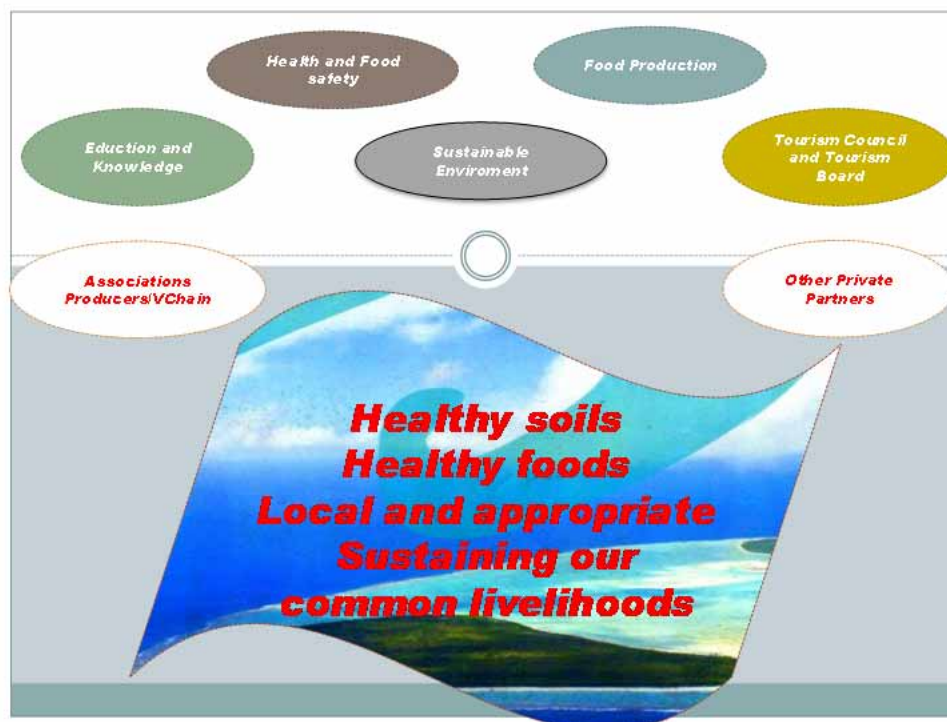 Health and Food
safety
Food Production
Eduction and
Knowledge
Sustainable
Enviroment
Tourism Council
and Tourism
Board
Associations
Producers/VChain
Other Private
Partners
Healthy soils
Healthy foods
Local and appropriate
Sustaining our
common livelihoods